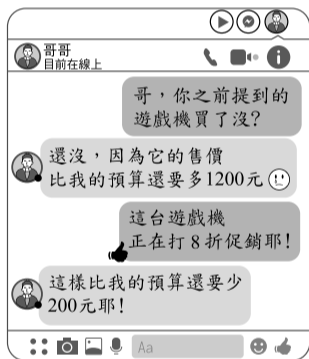 哥哥
目前在線上
哥，你之前提到的
遊戲機買了沒？
還沒，因為它的售價
比我的預算還要多1200元
這台遊戲機
正在打8折促銷耶！
這樣比我的預算還要少
200元耶！
Aa